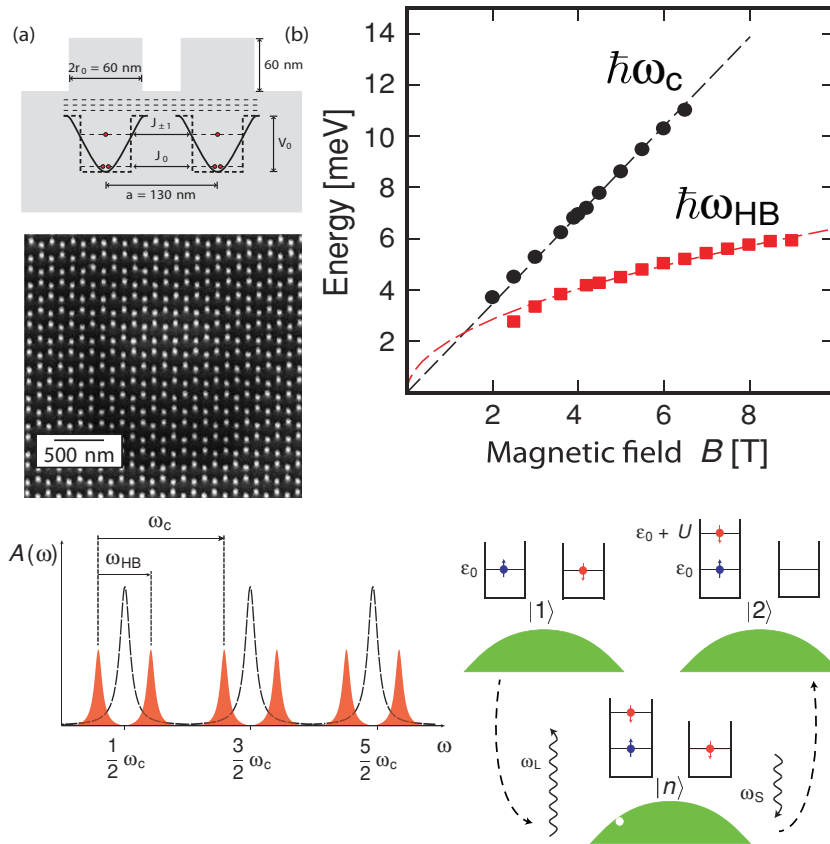 (a)
2r₀ = 60 nm
60 nm
J±1
V₀
J₀
a = 130 nm
500 nm
(b)
14
12
10
8
6
4
2
Energy [meV]
ħωc
ħωHB
2 4 6 8
Magnetic field B [T]
A(ω)
ωc
ωHB
1/2 ωc 3/2 ωc 5/2 ωc ω
ε₀
|1⟩
ε₀ + U
ε₀
|2⟩
ωL
|n⟩
ωS